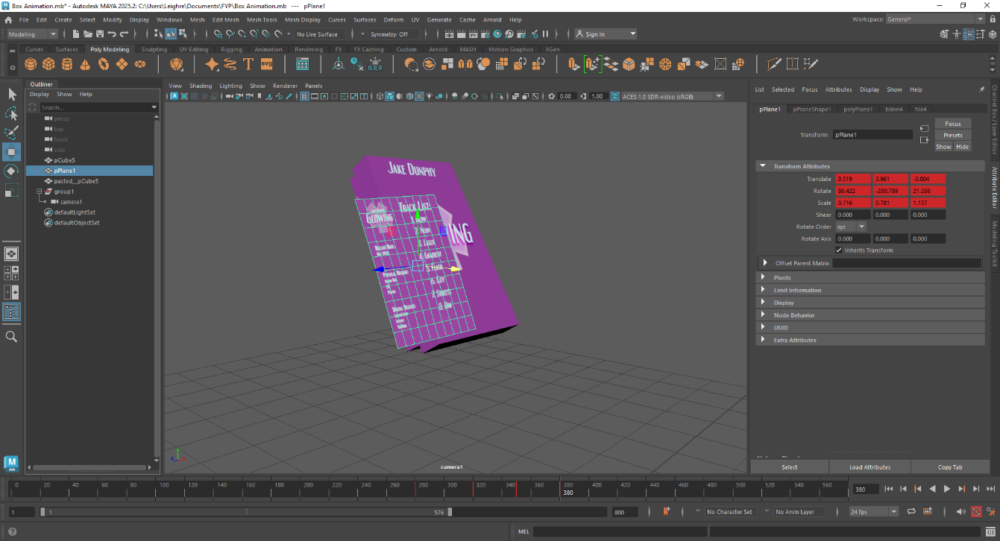 Box Animation.mb* - Autodesk MAYA 2025.2: C:\Users\Leighre\Documents\FYP\Box Animation.mb --- pPlane1
File Edit Create Select Modify Display Windows Mesh Edit Mesh Mesh Tools Mesh Display Curves Surfaces Deform UV Generate Cache Arnold Help
Workspace: General*
Modeling No Live Surface Symmetry: Off Sign In
Curves Surfaces Poly Modeling Sculpting UV Editing Rigging Animation Rendering FX FX Caching Custom Arnold MASH Motion Graphics XGen
SVG
Outliner
Display Show Help
Search...
persp
top
front
side
pCube5
pPlane1
pasted__pCube5
group1
camera1
defaultLightSet
defaultObjectSet
View Shading Lighting Show Renderer Panels
0.00 1.00 ACES 1.0 SDR-video (sRGB)
JAKE DUNPHY
GLOWING
TRACK LIST:
1. GLOW
2. NEON
3. LASER
4. GRADIENT
6. CITY
7. STREETS
8. DIM
ING
camera1
List Selected Focus Attributes Display Show Help
pPlane1 pPlaneShape1 polyPlane1 blinn4 file4
transform: pPlane1
Focus
Presets
Show Hide
Transform Attributes
Translate 0.519 3.961 -0.004
Rotate 86.422 -280.789 21.266
Scale 0.716 0.781 1.137
Shear 0.000 0.000 0.000
Rotate Order xyz
Rotate Axis 0.000 0.000 0.000
Inherits Transform
Offset Parent Matrix
Pivots
Limit Information
Display
Node Behavior
UUID
Extra Attributes
Select Load Attributes Copy Tab
Channel Box / Layer Editor
Attribute Editor
Modeling Toolkit
0 20 40 60 80 100 120 140 160 180 200 220 240 260 280 300 320 340 360 380 400 420 440 460 480 500 520 540 560
380
380
1 1 576 800 No Character Set No Anim Layer 24 fps
MEL